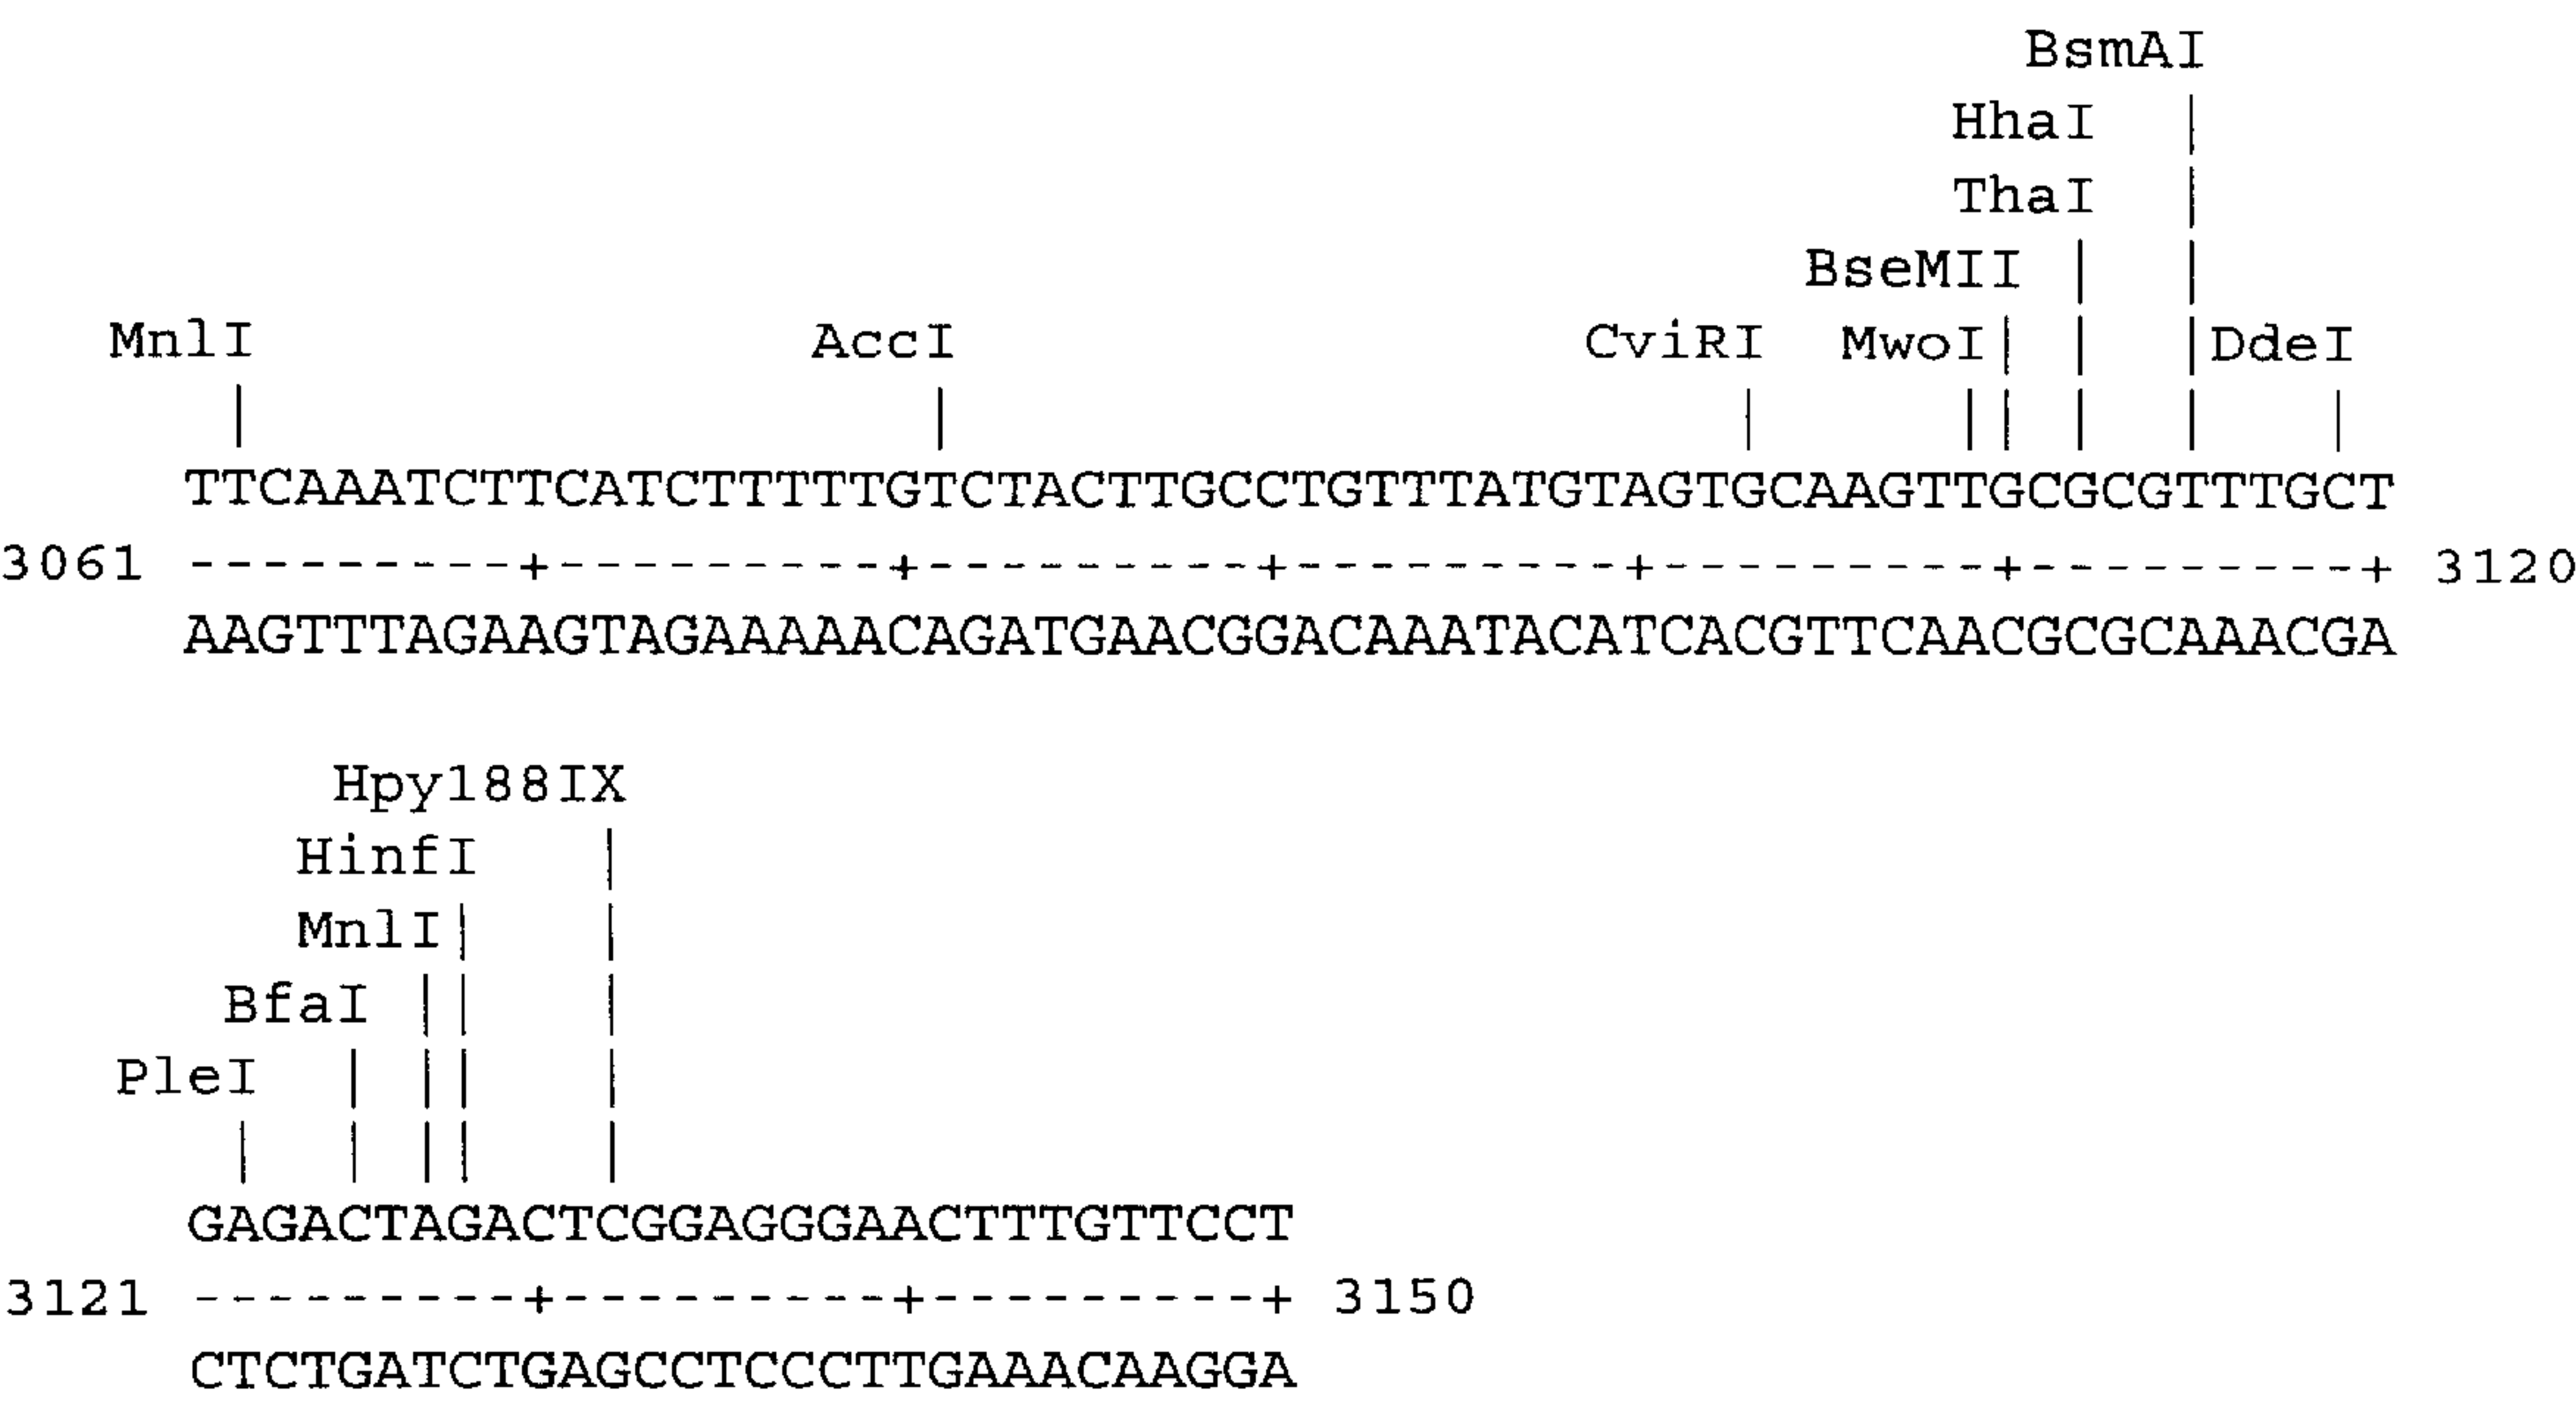 BsmAI
HhaI |
ThaI |
BseMII | |
MnlI AccI CviRI MwoI| | |DdeI
| | | || | | |
TTCAAATCTTCATCTTTTTGTCTACTTGCCTGTTTATGTAGTGCAAGTTGCGCGTTTGCT
3061 ---------+---------+---------+---------+---------+---------+ 3120
AAGTTTAGAAGTAGAAAAACAGATGAACGGACAAATACATCACGTTCAACGCGCAAACGA
Hpy188IX
HinfI |
MnlI| |
BfaI || |
PleI | || |
| | || |
GAGACTAGACTCGGAGGGAACTTTGTTCCT
3121 ---------+---------+---------+ 3150
CTCTGATCTGAGCCTCCCTTGAAACAAGGA